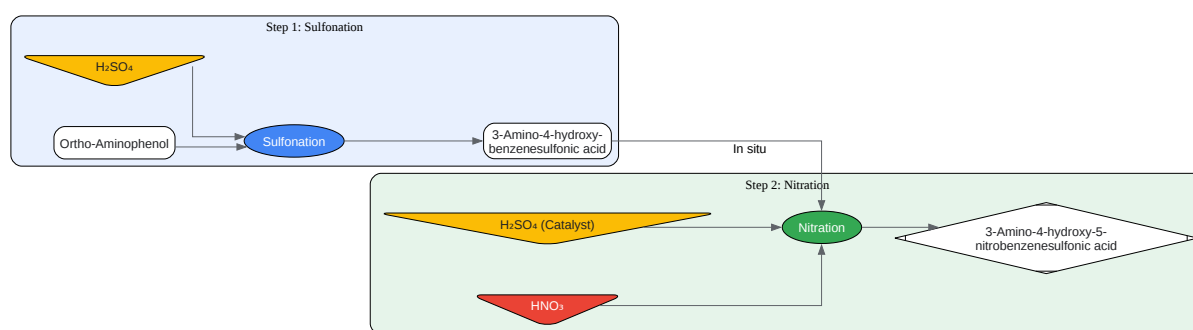 Step 1: Sulfonation
H₂SO₄
Ortho-Aminophenol
Sulfonation
3-Amino-4-hydroxy-
benzenesulfonic acid
In situ
Step 2: Nitration
H₂SO₄ (Catalyst)
Nitration
3-Amino-4-hydroxy-5-
nitrobenzenesulfonic acid
HNO₃